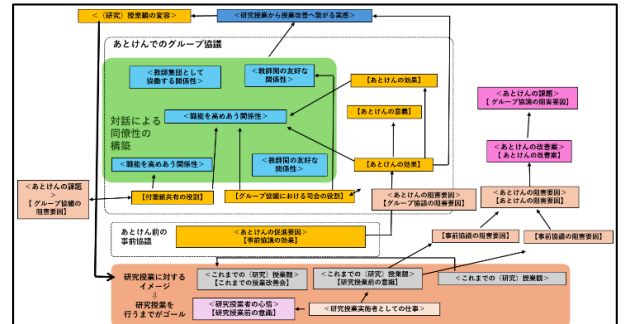 ＜（研究）授業観の変容＞
＜研究授業から授業改善へ繋がる実感＞
あとけんでのグループ協議
＜教師集団として
協働する関係性＞
＜教師間の友好な
関係性＞
【あとけんの効果】
＜あとけんの課題＞
【グループ協議の阻害要因】
対話による
同僚性の
構築
＜職能を高めあう関係性＞
【あとけんの意義】
＜あとけんの改善案＞
【あとけんの改善案】
＜職能を高めあう関係性＞
＜教師間の友好な
関係性＞
【あとけんの効果】
＜あとけんの課題
＞
【グループ協議の
阻害要因】
【付箋紙共有の役割】
【グループ協議における司会の役割】
＜あとけんの阻害要因＞
【グループ協議の阻害要因】
＜あとけんの阻害要因＞
【あとけんの阻害要因】
あとけん前の
事前協議
＜あとけんの促進要因＞
【事前協議の効果】
【事前協議の阻害要因】
【事前協議の阻害要因】
研究授業に対する
イメージ
＝
研究授業を
行うまでがゴール
＜これまでの（研究）授業観＞
【これまでの授業改善会】
＜これまでの（研究）授業観＞
【研究授業前の意識】
＜これまでの（研究）授業観＞
＜研究授業者の心情＞
【研究授業前の意識】
＜研究授業実施者としての仕事＞